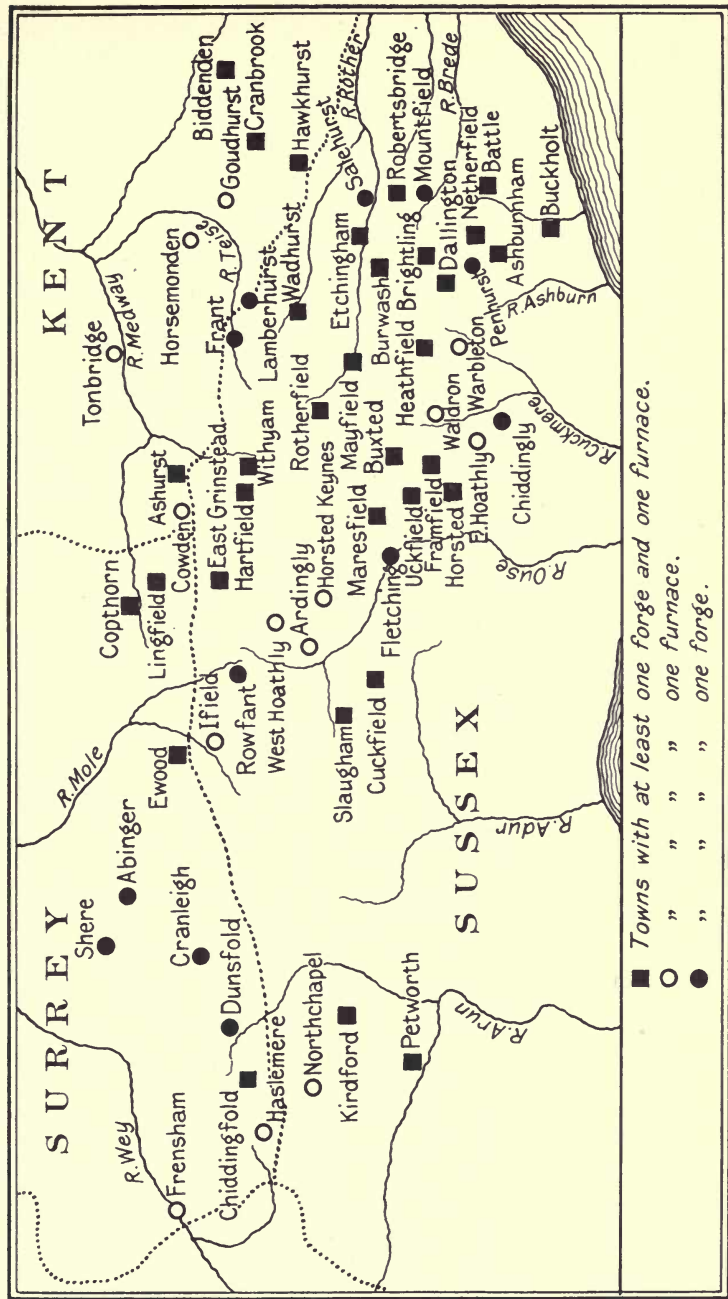 SURREY
KENT
SUSSEX
R. Wey
Frensham
Shere
Abinger
Cranleigh
Dunsfold
Chiddingfold
Haslemere
Northchapel
Kirdford
Petworth
R. Arun
R. Mole
Ewood
Ifield
Rowfant
West Hoathly
Ardingly
Horsted Keynes
Slaugham
Cuckfield
R. Adur
Copthorn
Lingfield
Cowden
Ashurst
East Grinstead
Hartfield
Withyam
Maresfield
Fletching
Uckfield
Framfield
Horsted
E. Hoathly
Buxted
R. Ouse
Tonbridge
R. Medway
Horsemonden
R. Teise
Frant
Lamberhurst
Wadhurst
Rotherfield
Mayfield
Waldron
Warbleton
Chiddingly
R. Cuckmere
Biddenden
Goudhurst
Cranbrook
Hawkhurst
Salehurst
R. Rother
Etchingham
Burwash
Heathfield
Brightling
Robertsbridge
Mountfield
R. Brede
Dallington
Netherfield
Battle
Penhurst
Ashbunnham
Buckholt
R. Ashburn
Towns with at least one forge and one furnace.
" " " " one furnace.
" " " " one forge.